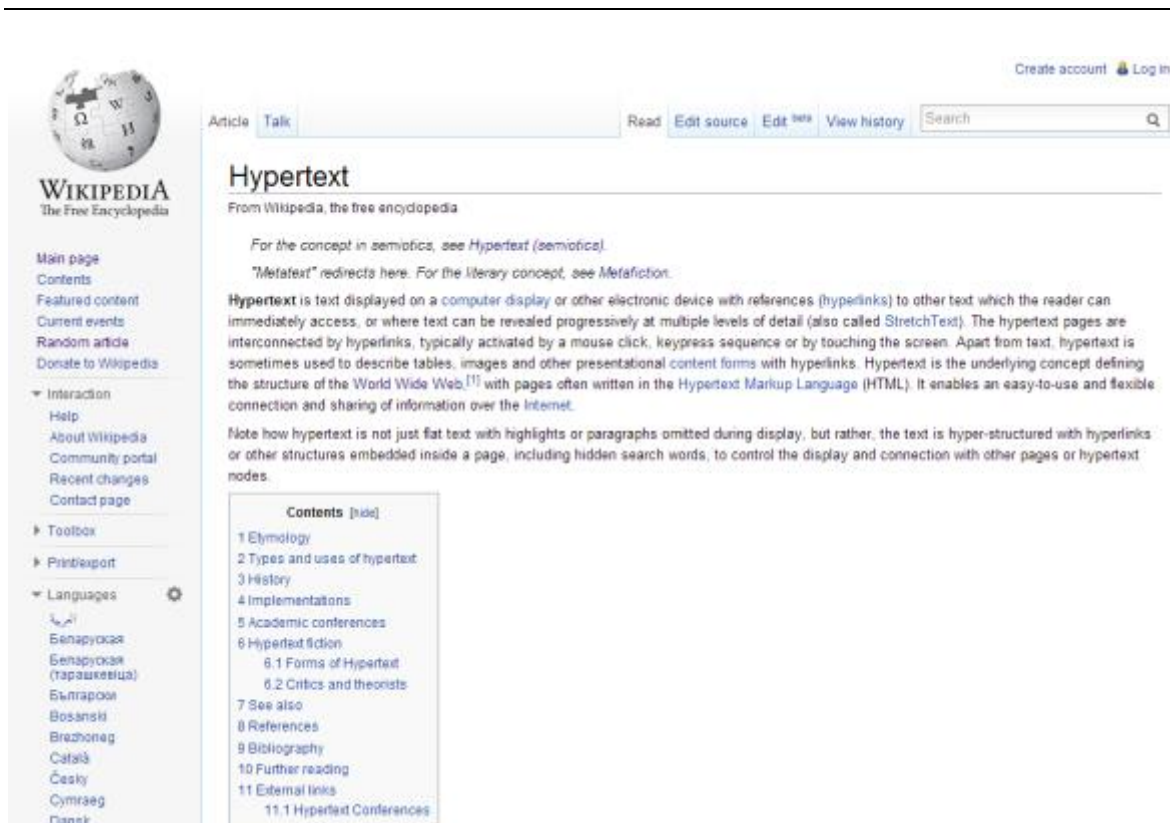 Create account Log in
Article Talk Read Edit source Edit beta View history Search
WIKIPEDIA
The Free Encyclopedia
Hypertext
From Wikipedia, the free encyclopedia
For the concept in semiotics, see Hypertext (semiotics).
"Metatext" redirects here. For the literary concept, see Metafiction.
Hypertext is text displayed on a computer display or other electronic device with references (hyperlinks) to other text which the reader can
immediately access, or where text can be revealed progressively at multiple levels of detail (also called StretchText). The hypertext pages are
interconnected by hyperlinks, typically activated by a mouse click, keypress sequence or by touching the screen. Apart from text, hypertext is
sometimes used to describe tables, images and other presentational content forms with hyperlinks. Hypertext is the underlying concept defining
the structure of the World Wide Web,[1] with pages often written in the Hypertext Markup Language (HTML). It enables an easy-to-use and flexible
connection and sharing of information over the Internet.
Note how hypertext is not just flat text with highlights or paragraphs omitted during display, but rather, the text is hyper-structured with hyperlinks
or other structures embedded inside a page, including hidden search words, to control the display and connection with other pages or hypertext
nodes.
Contents [hide]
1 Etymology
2 Types and uses of hypertext
3 History
4 Implementations
5 Academic conferences
6 Hypertext fiction
6.1 Forms of Hypertext
6.2 Critics and theorists
7 See also
8 References
9 Bibliography
10 Further reading
11 External links
11.1 Hypertext Conferences
Main page
Contents
Featured content
Current events
Random article
Donate to Wikipedia
Interaction
Help
About Wikipedia
Community portal
Recent changes
Contact page
Toolbox
Print/export
Languages
العربية
Беларуская
Беларуская
(тарашкевіца)
Български
Bosanski
Brezhoneg
Català
Česky
Cymraeg
Dansk